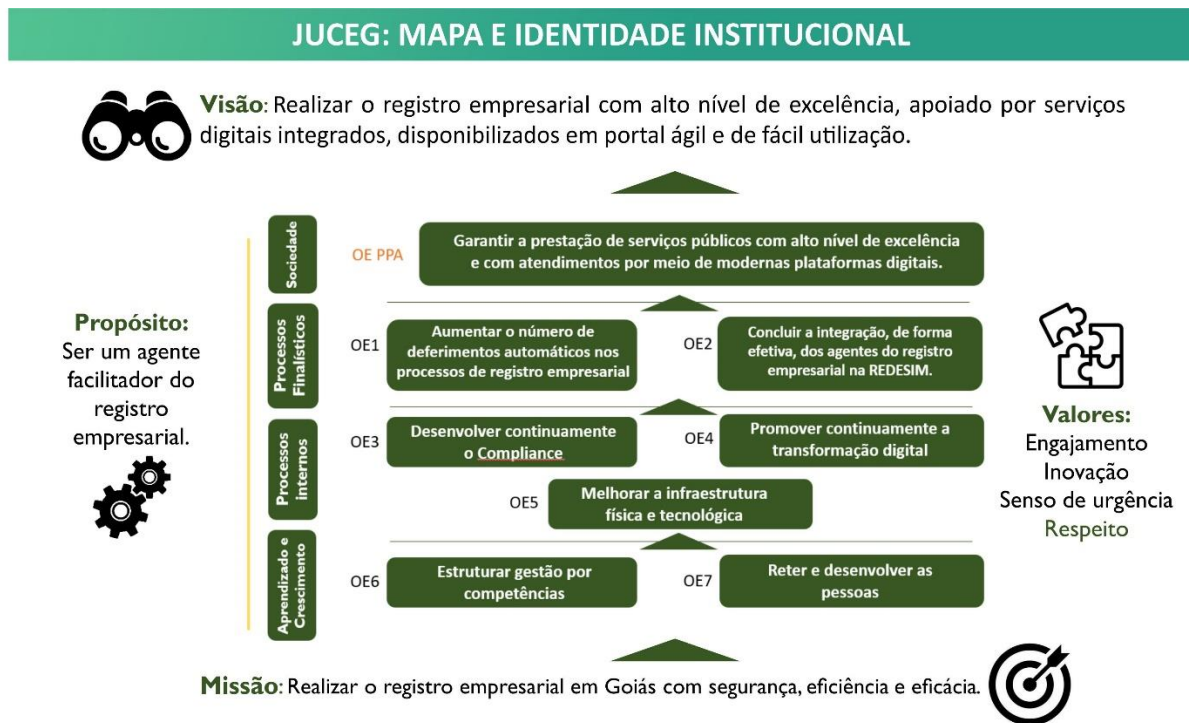 JUCEG: MAPA E IDENTIDADE INSTITUCIONAL
Visão: Realizar o registro empresarial com alto nível de excelência, apoiado por serviços
digitais integrados, disponibilizados em portal ágil e de fácil utilização.
Propósito:
Ser um agente
facilitador do
registro
empresarial.
Sociedade
OE PPA
Garantir a prestação de serviços públicos com alto nível de excelência
e com atendimentos por meio de modernas plataformas digitais.
Processos
Finalísticos
OE1
Aumentar o número de
deferimentos automáticos nos
processos de registro empresarial
OE2
Concluir a integração, de forma
efetiva, dos agentes do registro
empresarial na REDESIM.
Processos
internos
OE3
Desenvolver continuamente
o Compliance
OE4
Promover continuamente a
transformação digital
OE5
Melhorar a infraestrutura
física e tecnológica
Aprendizado e
Crescimento
OE6
Estruturar gestão por
competências
OE7
Reter e desenvolver as
pessoas
Valores:
Engajamento
Inovação
Senso de urgência
Respeito
Missão: Realizar o registro empresarial em Goiás com segurança, eficiência e eficácia.